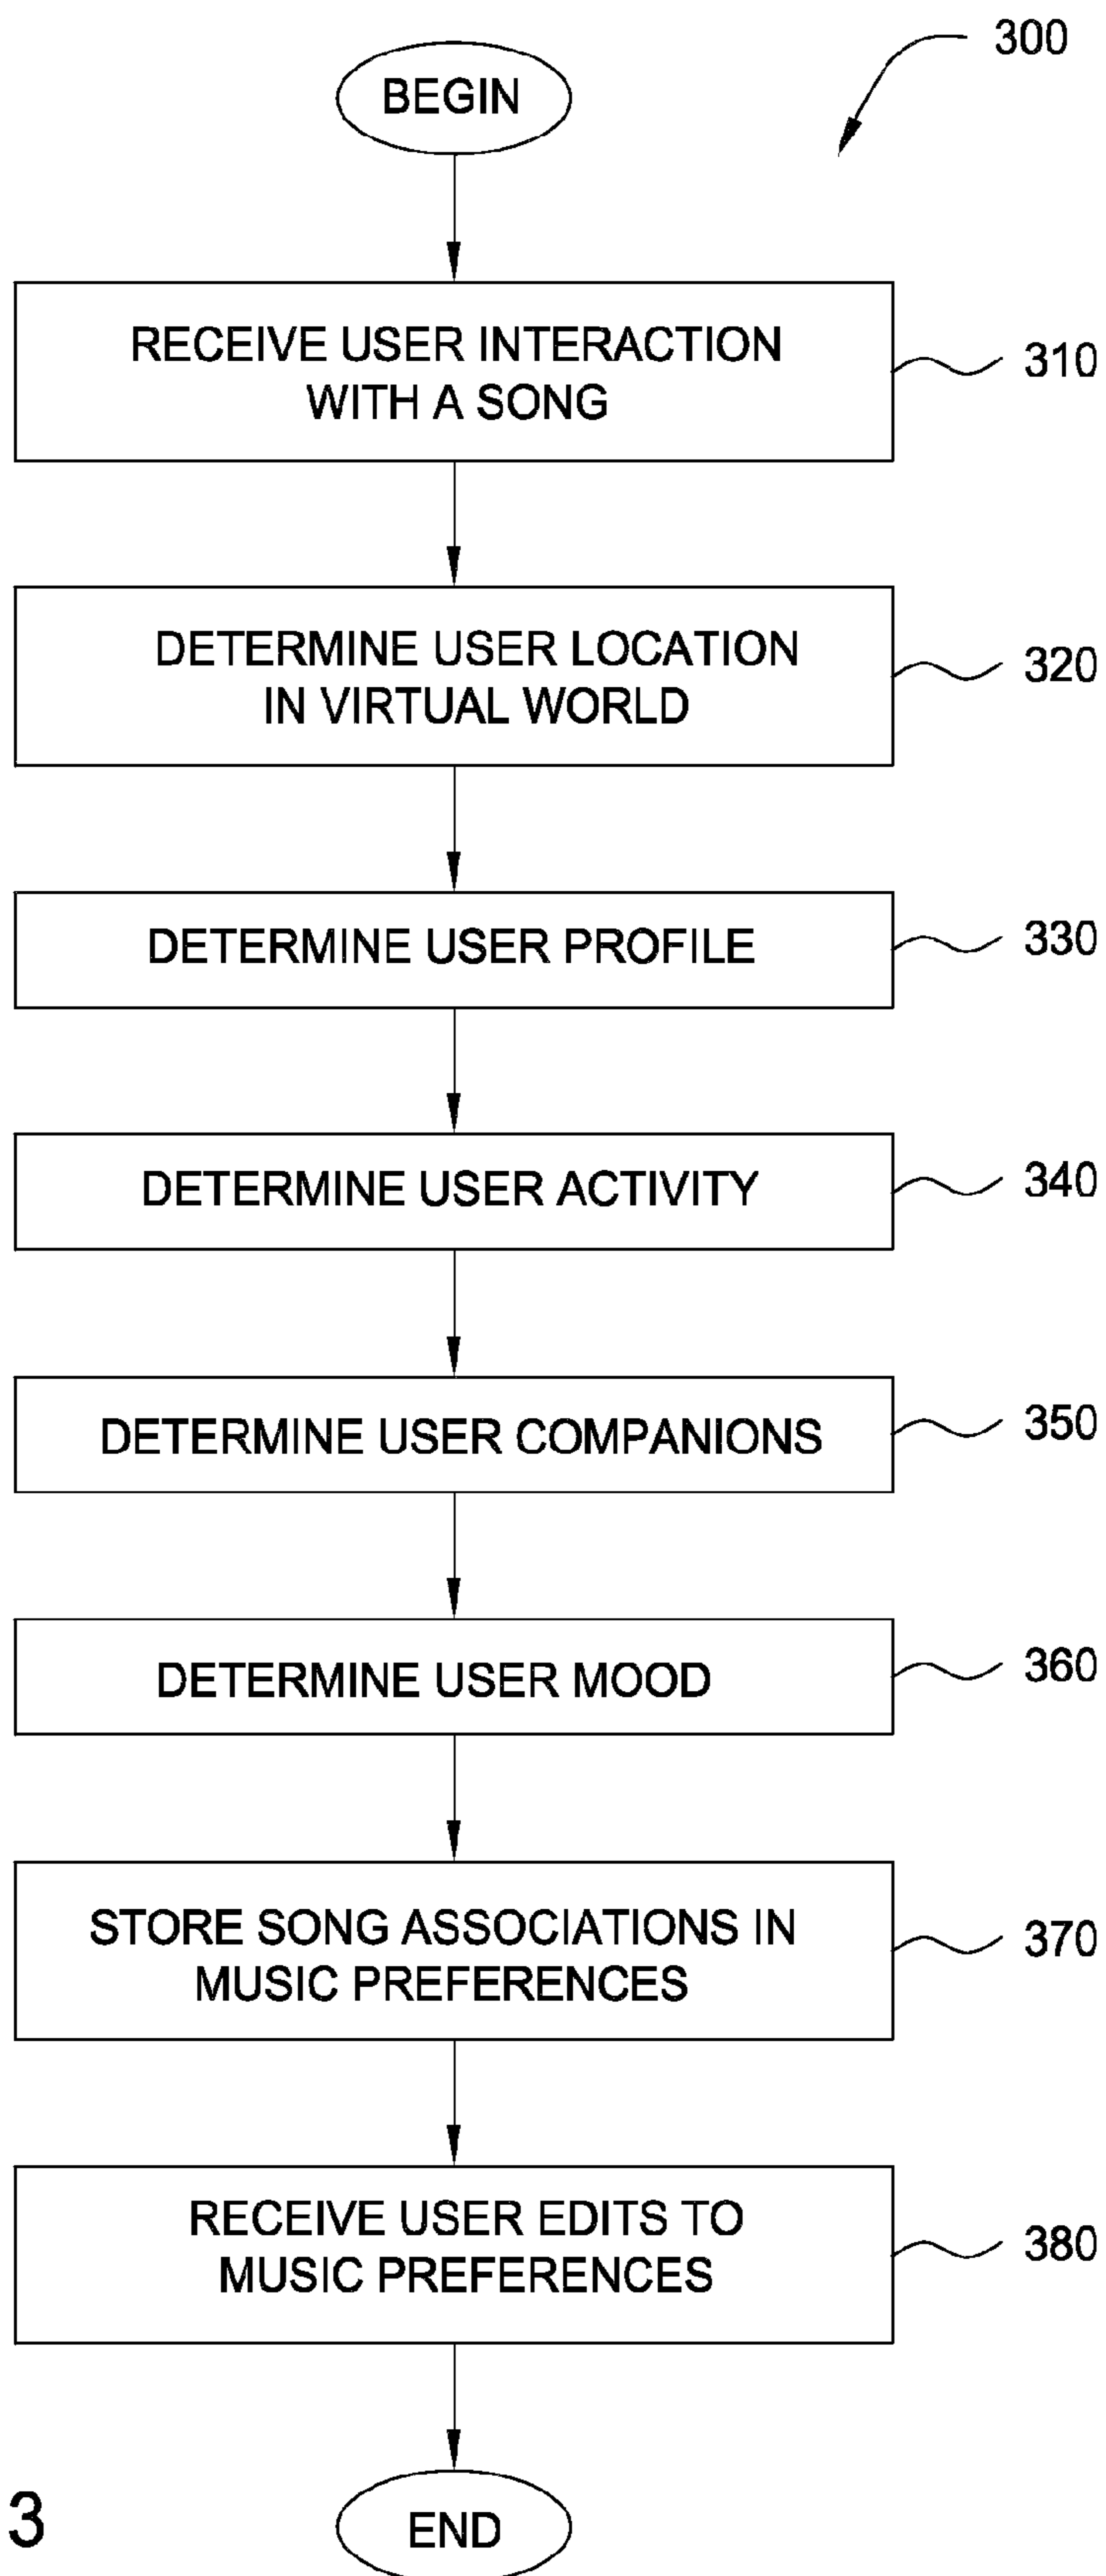 300
BEGIN
RECEIVE USER INTERACTION
WITH A SONG
310
DETERMINE USER LOCATION
IN VIRTUAL WORLD
320
DETERMINE USER PROFILE
330
DETERMINE USER ACTIVITY
340
DETERMINE USER COMPANIONS
350
DETERMINE USER MOOD
360
STORE SONG ASSOCIATIONS IN
MUSIC PREFERENCES
370
RECEIVE USER EDITS TO
MUSIC PREFERENCES
380
3
END